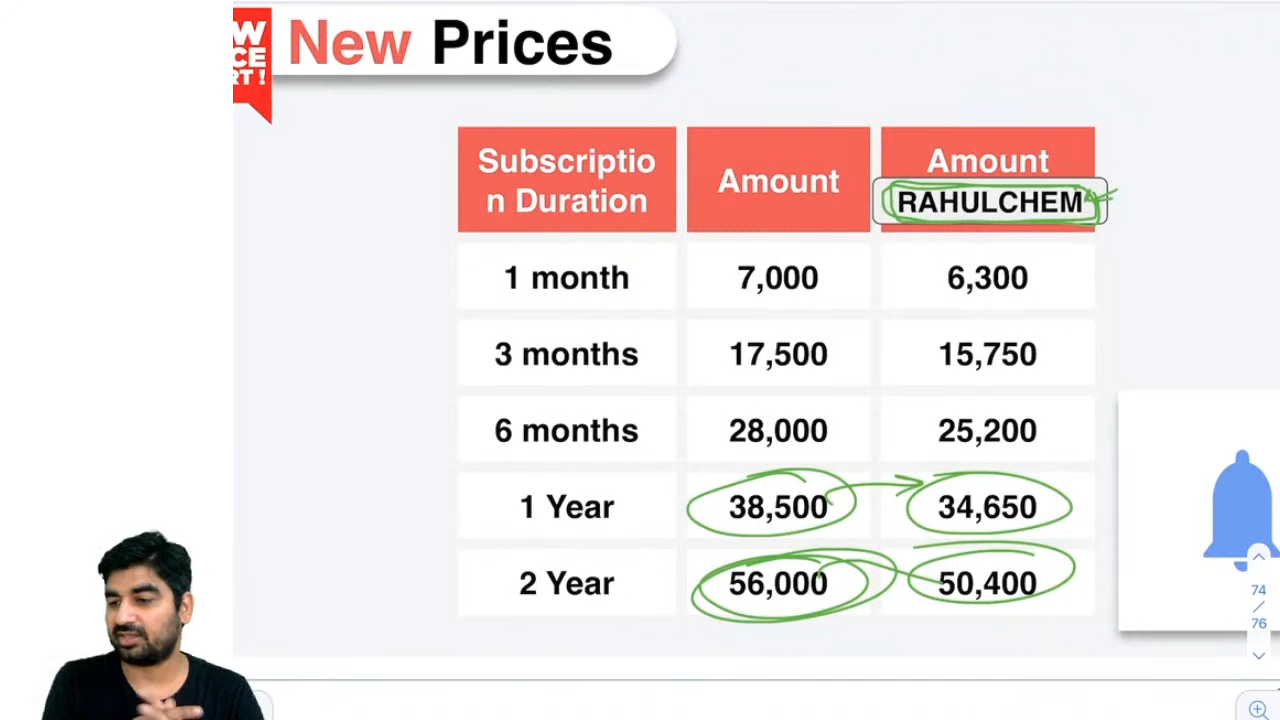 W
CE
RT!
New Prices
Subscriptio
n Duration
Amount
Amount
RAHULCHEM
1 month
7,000
6,300
3 months
17,500
15,750
6 months
28,000
25,200
1 Year
38,500
34,650
2 Year
56,000
50,400
74
/
76